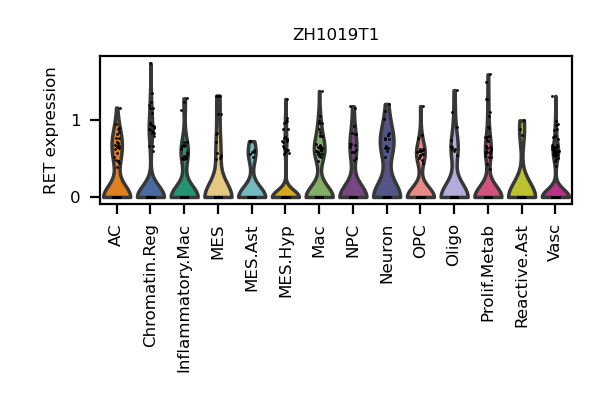 ZH1019T1
RET expression
1
0
AC
Chromatin.Reg
Inflammatory.Mac
MES
MES.Ast
MES.Hyp
Mac
NPC
Neuron
OPC
Oligo
Prolif.Metab
Reactive.Ast
Vasc